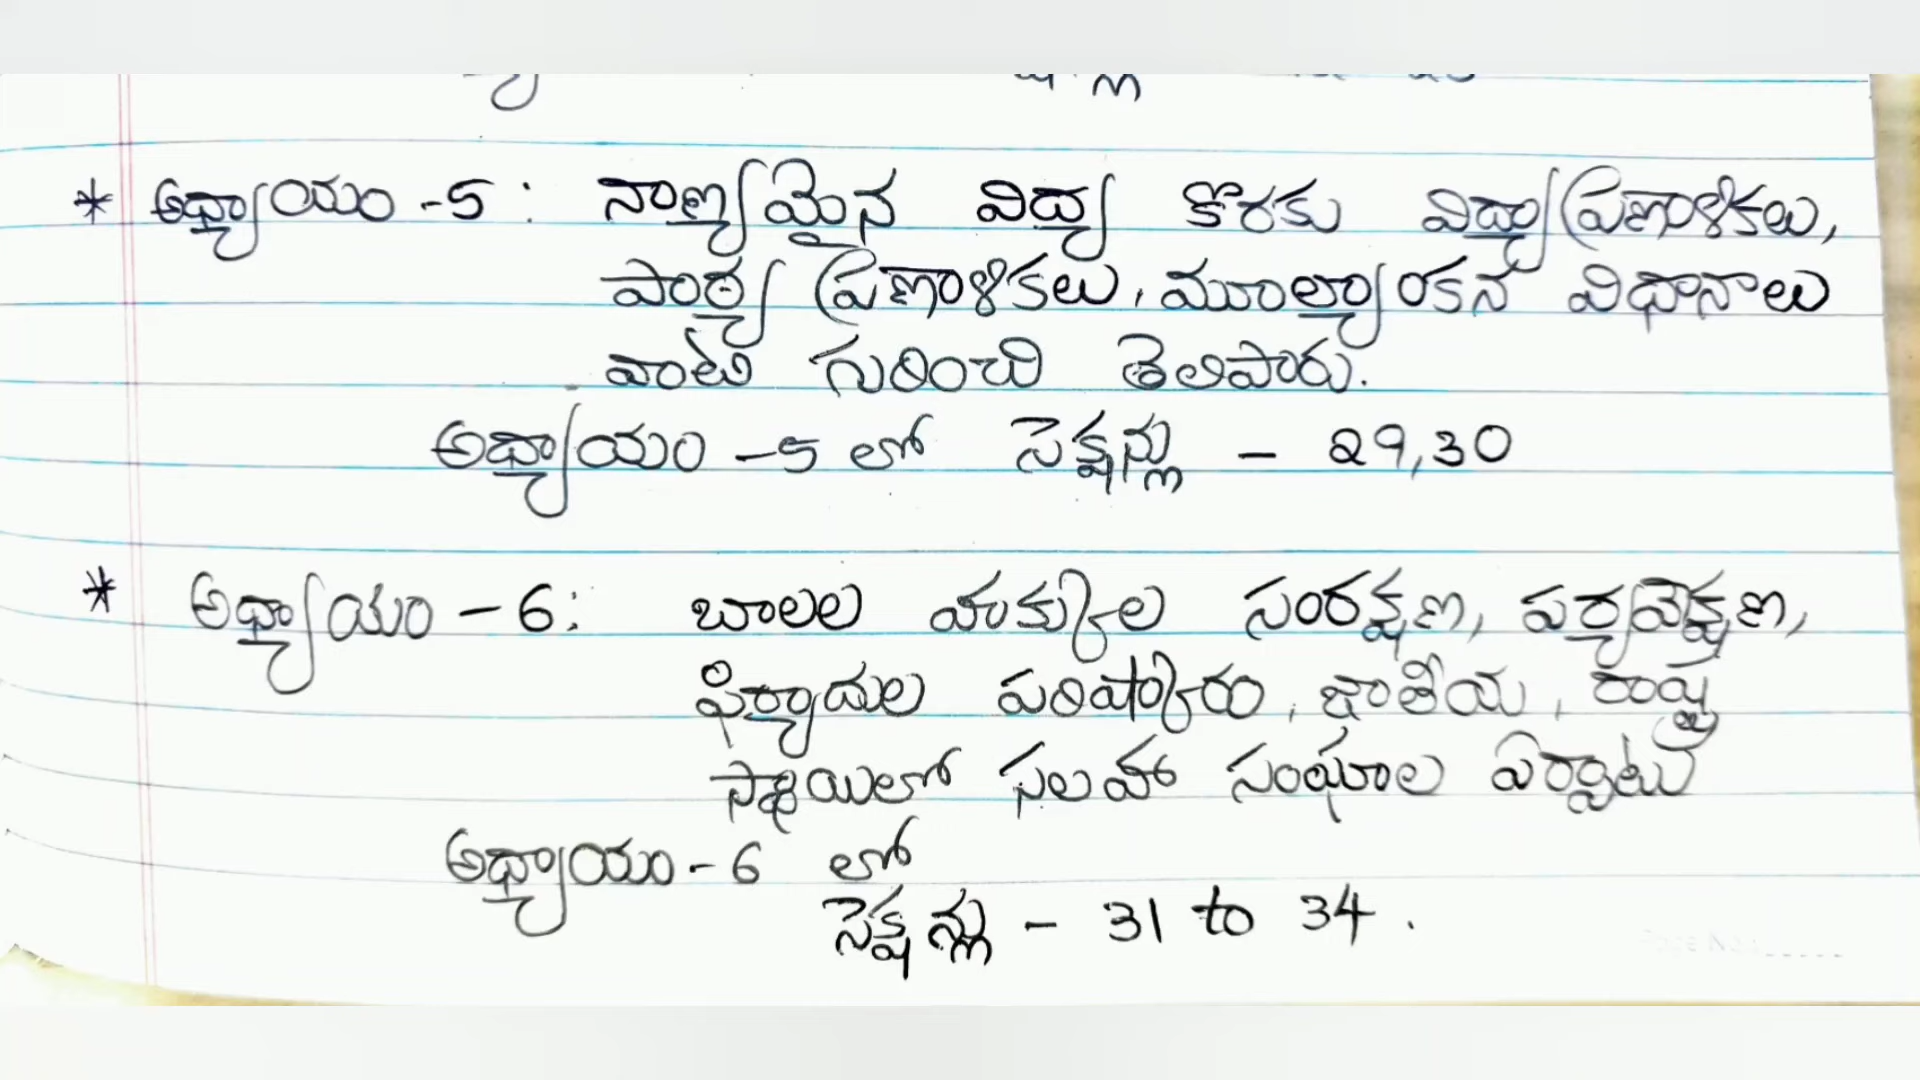 * అధ్యాయం -5 : నాణ్యమైన విద్య కొరకు విద్యాప్రణాళికలు,
పాఠ్య ప్రణాళికలు, మూల్యాంకన విధానాలు
వాటి గురించి తెలిపారు.
అధ్యాయం -5 లో సెక్షన్లు - 29,30
* అధ్యాయం - 6: బాలల హక్కుల సంరక్షణ, పర్యవేక్షణ,
ఫిర్యాదుల పరిష్కారం, జాతీయ, రాష్ట్ర
స్థాయిలో సలహా సంఘాల ఏర్పాటు
అధ్యాయం - 6 లో
సెక్షన్లు - 31 to 34.